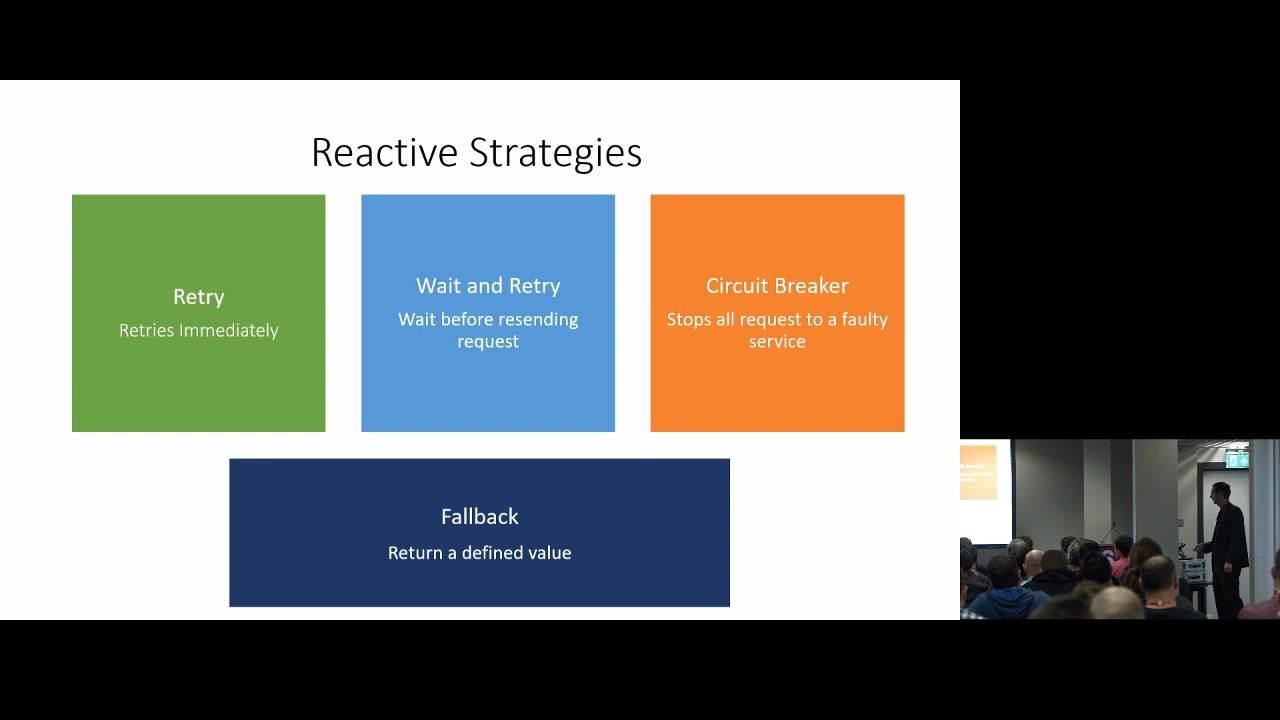 Reactive Strategies
Retry
Retries Immediately
Wait and Retry
Wait before resending
request
Circuit Breaker
Stops all request to a faulty
service
Fallback
Return a defined value